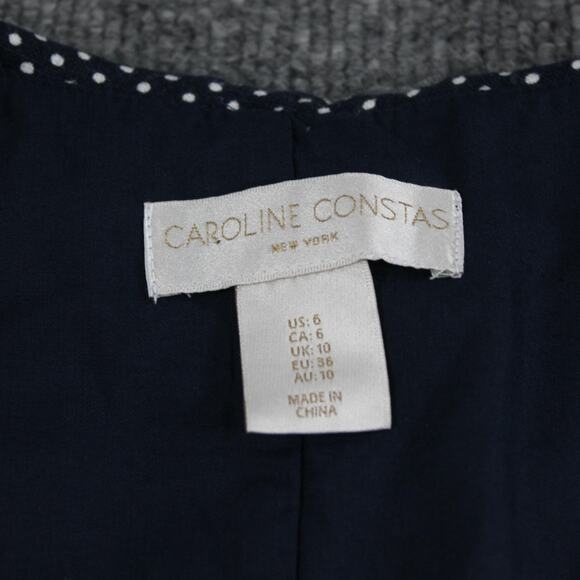 CAROLINE CONSTAS
NEW YORK
US: 6
CA: 6
UK: 10
EU: 36
AU: 10
MADE IN
CHINA